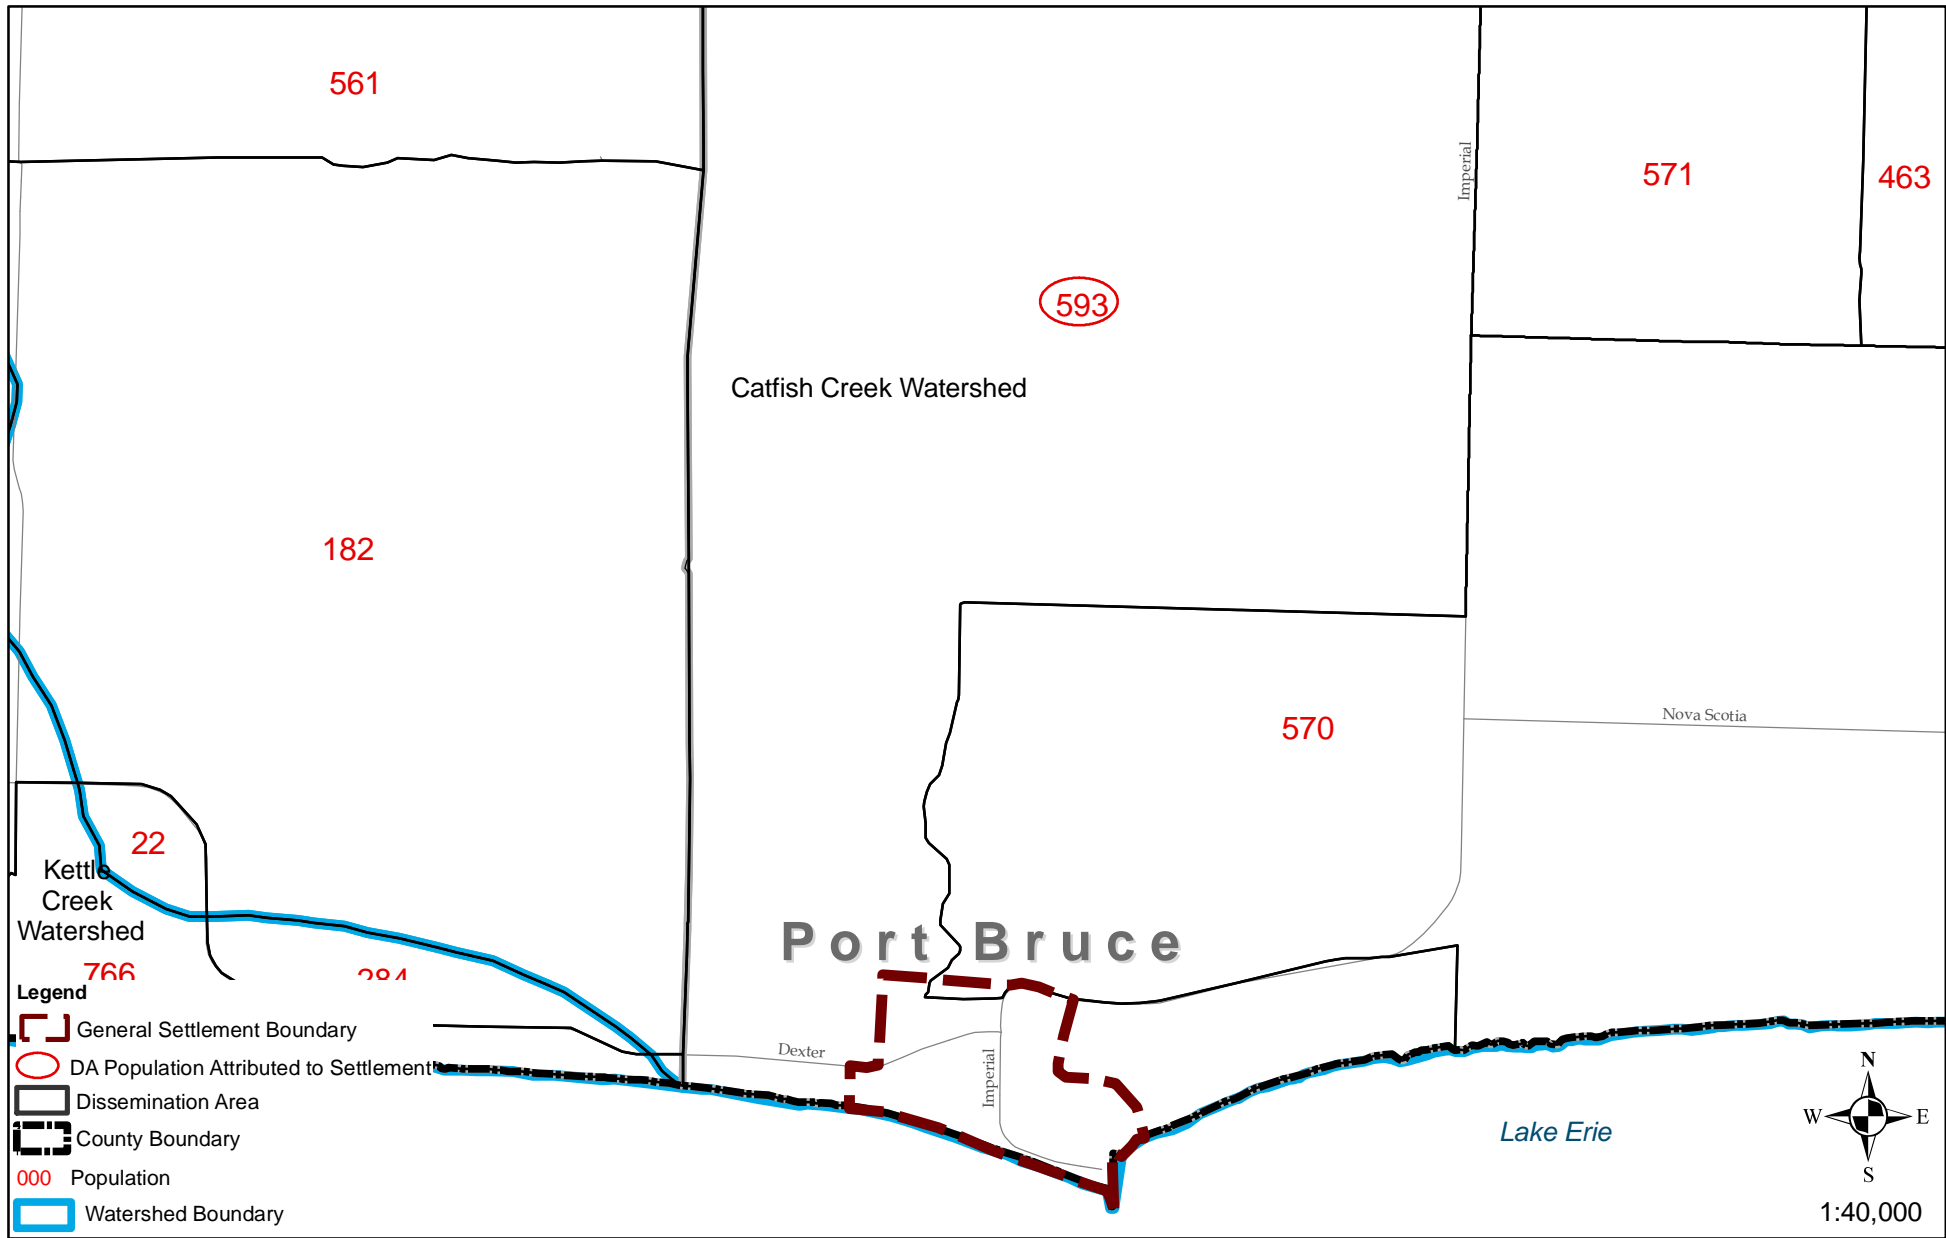 561
Imperial
571
463
593
Catfish Creek Watershed
182
Nova Scotia
570
22
Kettle
Creek
Watershed
Port Bruce
766
284
Legend
General Settlement Boundary
DA Population Attributed to Settlement
Dissemination Area
County Boundary
000 Population
Watershed Boundary
Dexter
Imperial
Lake Erie
N
W E
S
1:40,000